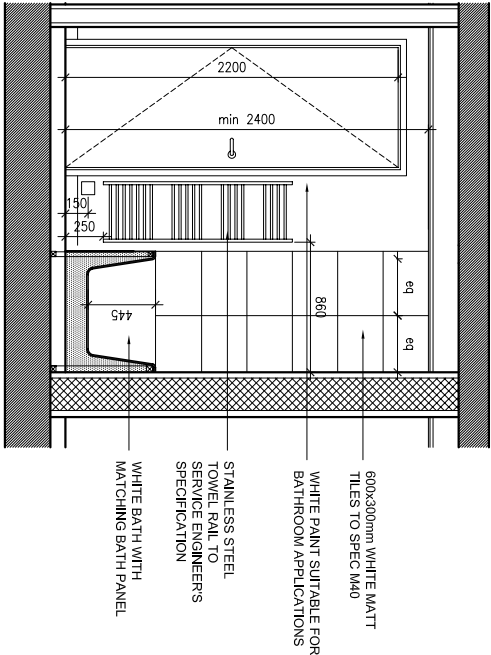 2200
min 2400
150
250
445
860
eq
eq
600x300mm WHITE MATT
TILES TO SPEC M40
WHITE PAINT SUITABLE FOR
BATHROOM APPLICATIONS
STAINLESS STEEL
TOWEL RAIL TO
SERVICE ENGINEER'S
SPECIFICATION
WHITE BATH WITH
MATCHING BATH PANEL